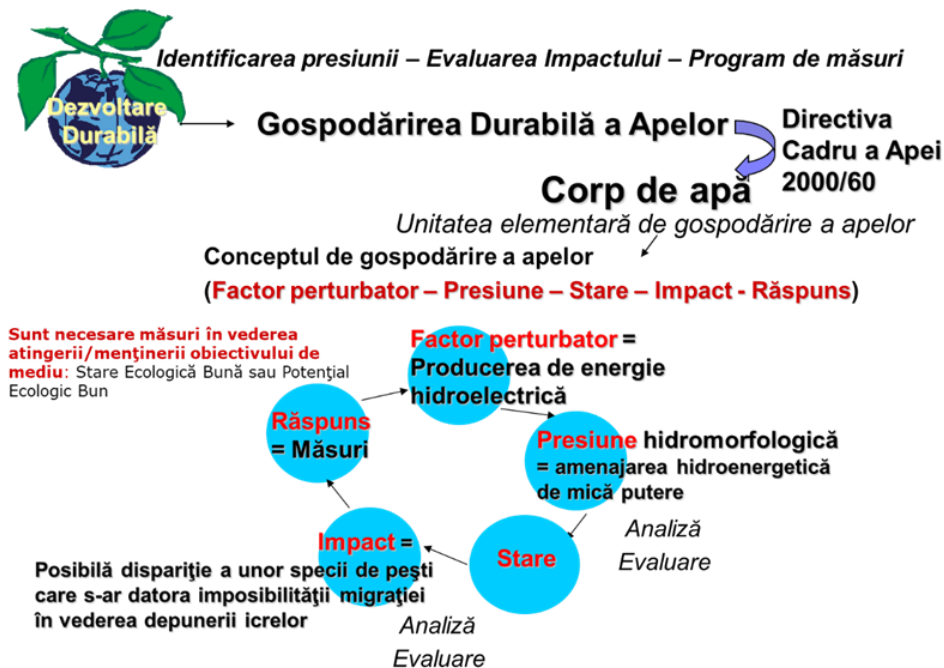 Identificarea presiunii – Evaluarea Impactului – Program de măsuri
Dezvoltare
Durabilă
Gospodărirea Durabilă a Apelor
Directiva
Cadru a Apei
2000/60
Corp de apă
Unitatea elementară de gospodărire a apelor
Conceptul de gospodărire a apelor
(Factor perturbator – Presiune – Stare – Impact - Răspuns)
Sunt necesare măsuri în vederea
atingerii/menţinerii obiectivului de
mediu: Stare Ecologică Bună sau Potenţial
Ecologic Bun
Factor perturbator =
Producerea de energie
hidroelectrică
Răspuns
= Măsuri
Presiune hidromorfologică
= amenajarea hidroenergetică
de mică putere
Analiză
Evaluare
Stare
Impact =
Posibilă dispariţie a unor specii de peşti
care s-ar datora imposibilităţii migraţiei
în vederea depunerii icrelor
Analiză
Evaluare